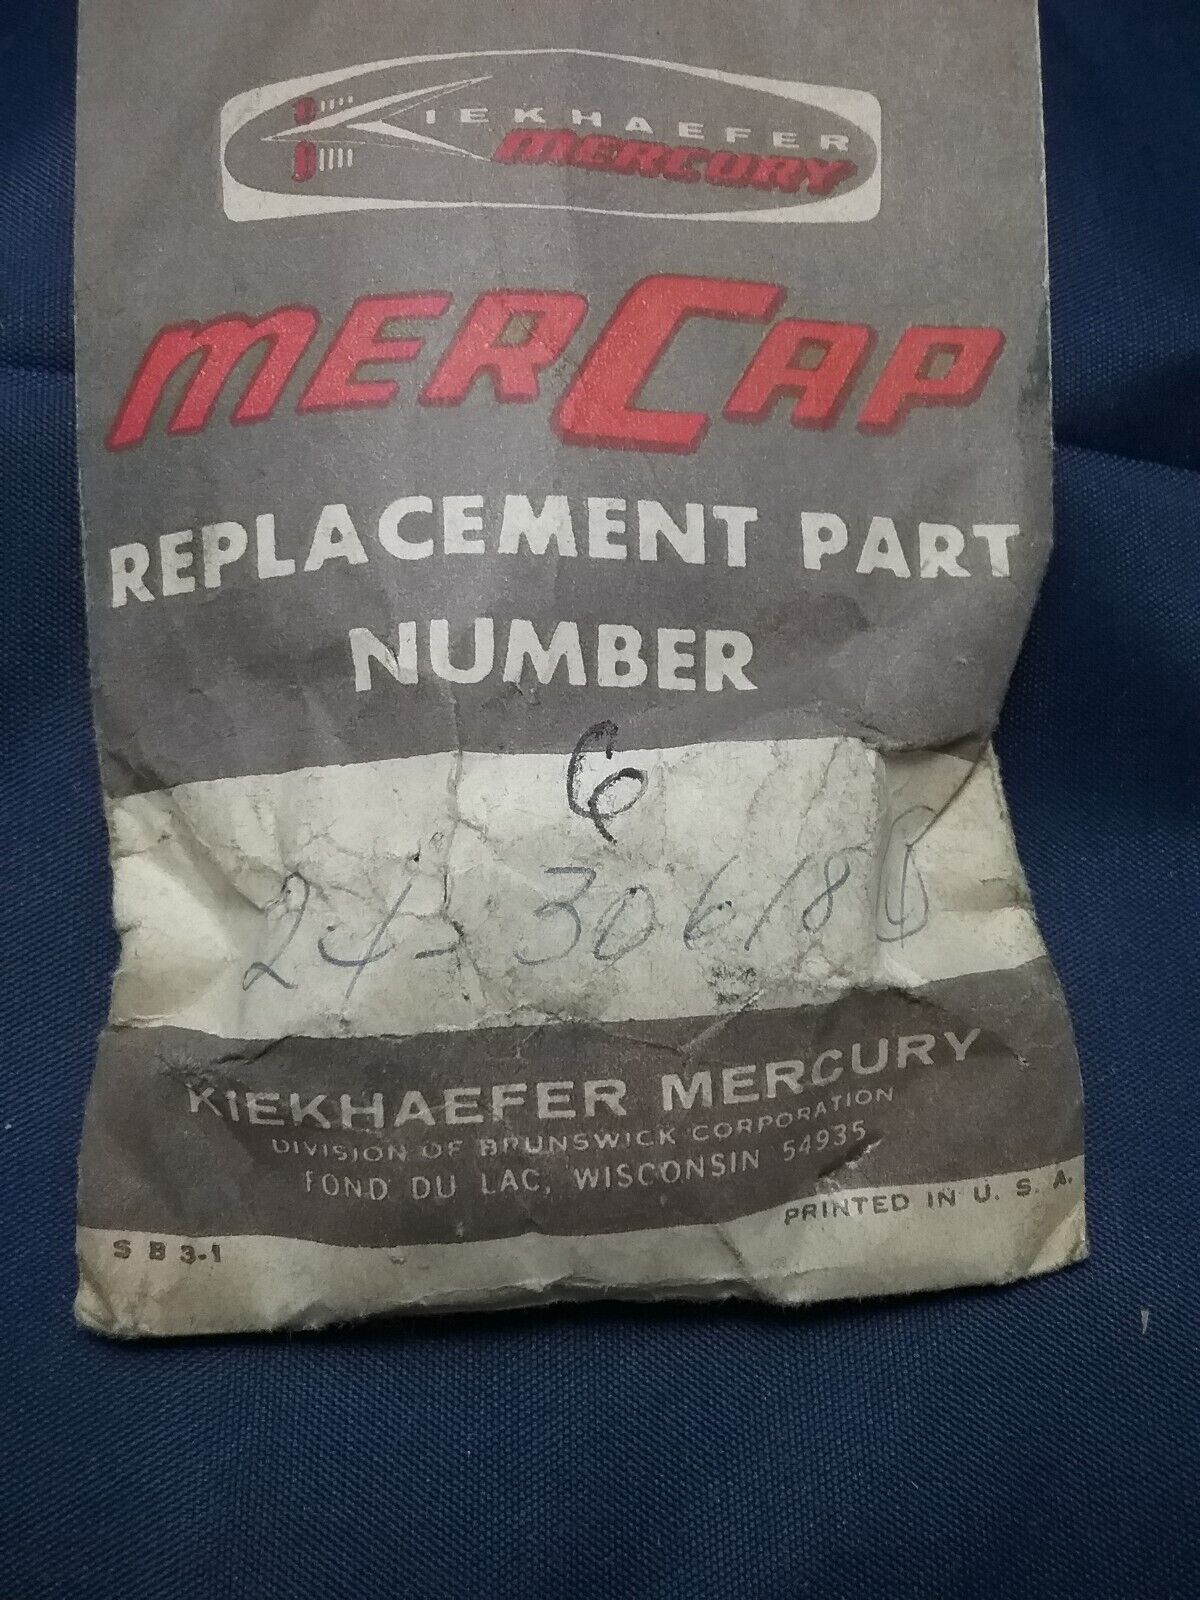 KIEKHAEFER
MERCURY
MERCAP
REPLACEMENT PART
NUMBER
6
24-30618
KIEKHAEFER MERCURY
DIVISION OF BRUNSWICK CORPORATION
FOND DU LAC, WISCONSIN 54935
PRINTED IN U. S. A.
S B 3-1